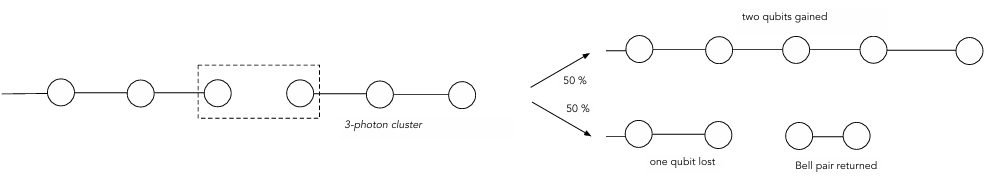 two qubits gained
50 %
3-photon cluster
50 %
one qubit lost
Bell pair returned